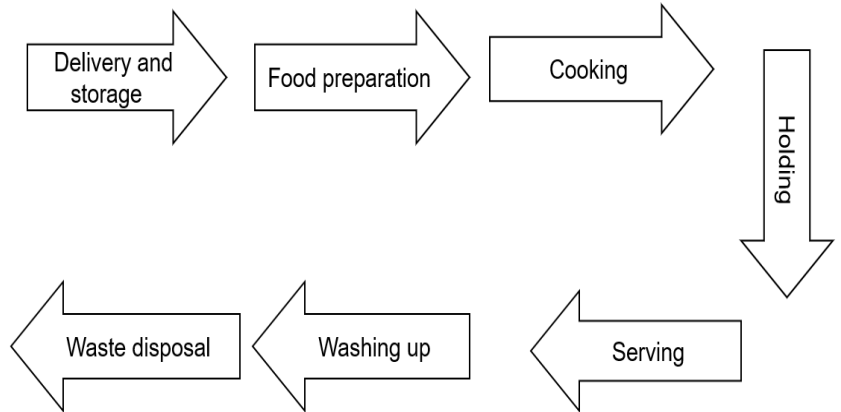 Delivery and
storage
Food preparation
Cooking
Holding
Serving
Washing up
Waste disposal